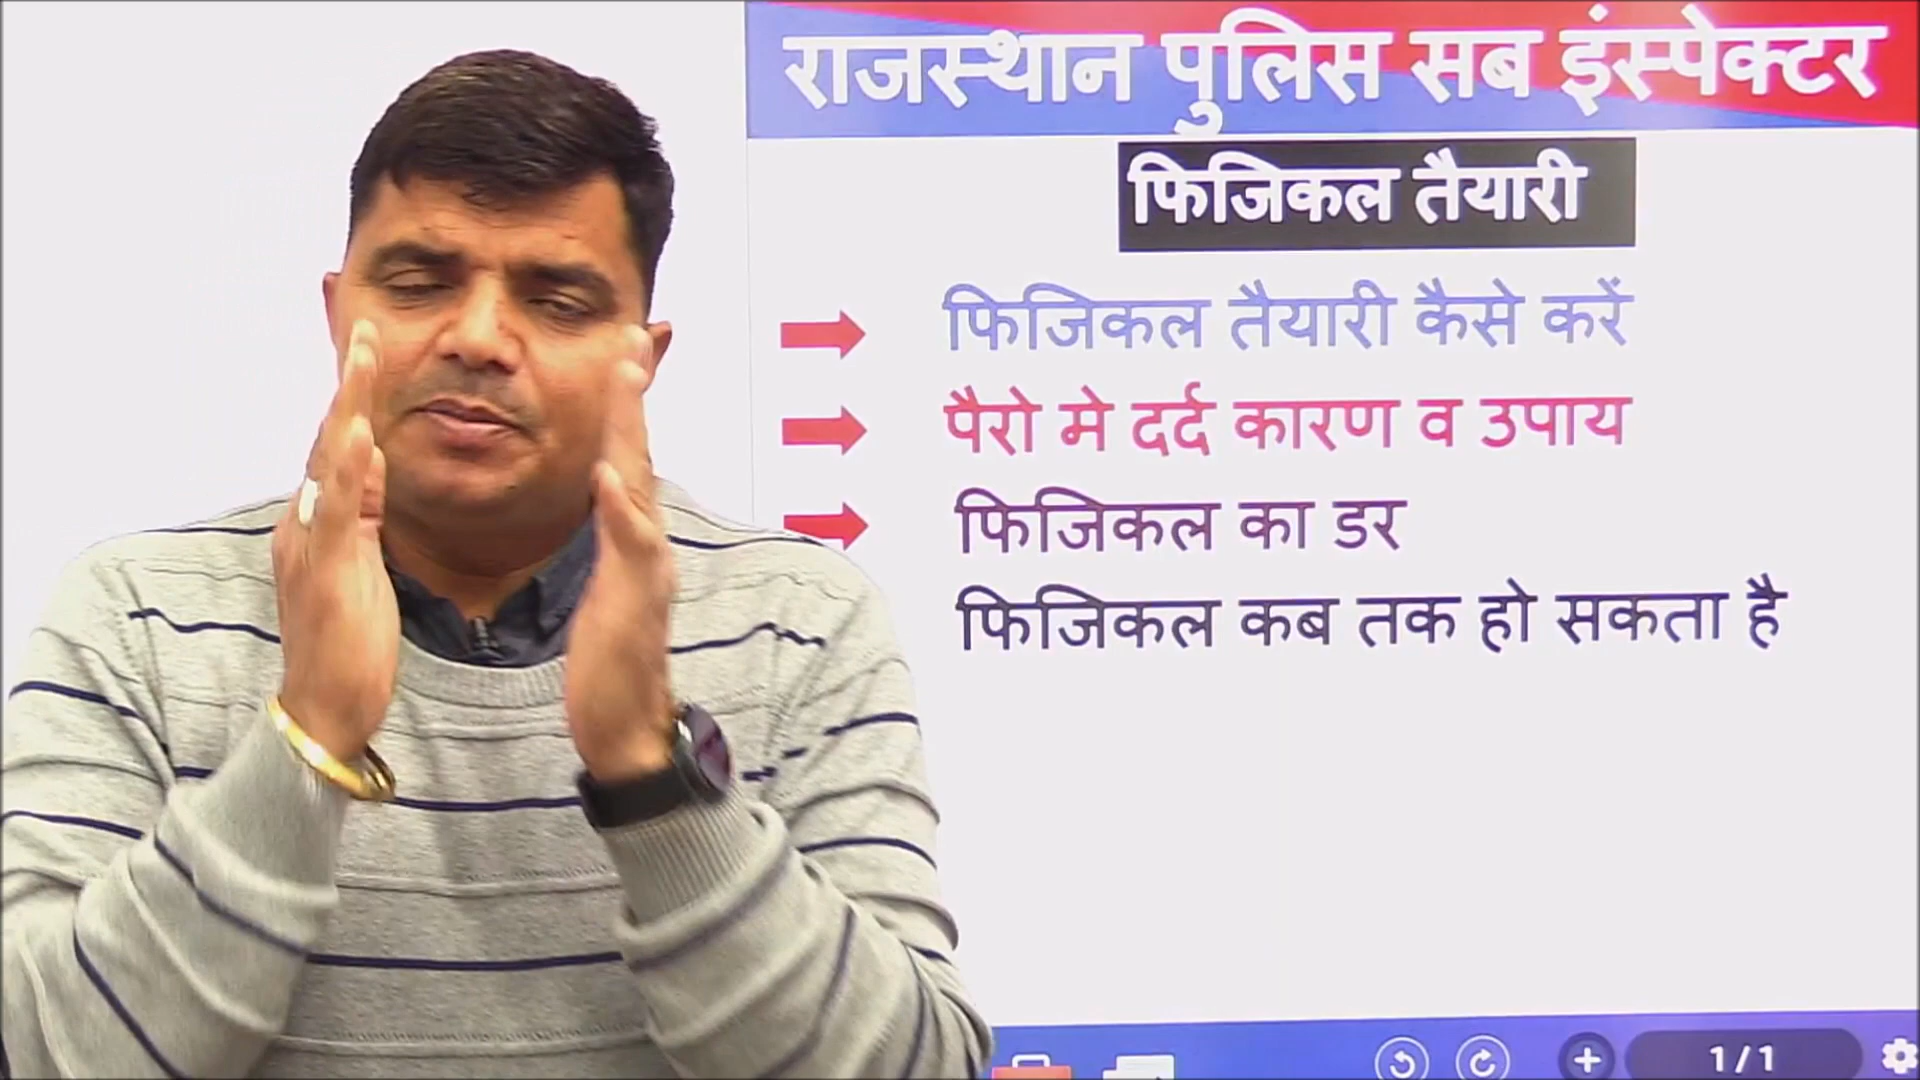 राजस्थान पुलिस सब इंस्पेक्टर
फिजिकल तैयारी
फिजिकल तैयारी कैसे करें
पैरो मे दर्द कारण व उपाय
फिजिकल का डर
फिजिकल कब तक हो सकता है
1/1